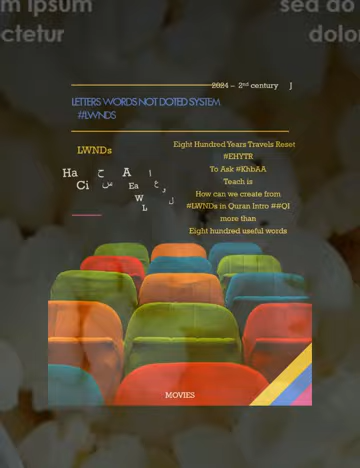 m ipsum
sed do
ctetur
dolor
2024 – 2nd century J
LETTERS WORDS NOT DOTED SYSTEM
#LWNDS
LWNDs
Eight Hundred Years Travels Reset
#EHYTR
To Ask #KhbAA
Teach is
How can we create from
#LWNDs in Quran Intro ##QI
more than
Eight hundred useful words
Ha ح A ا
Ci س Ea ع ر
W ل
L
MOVIES